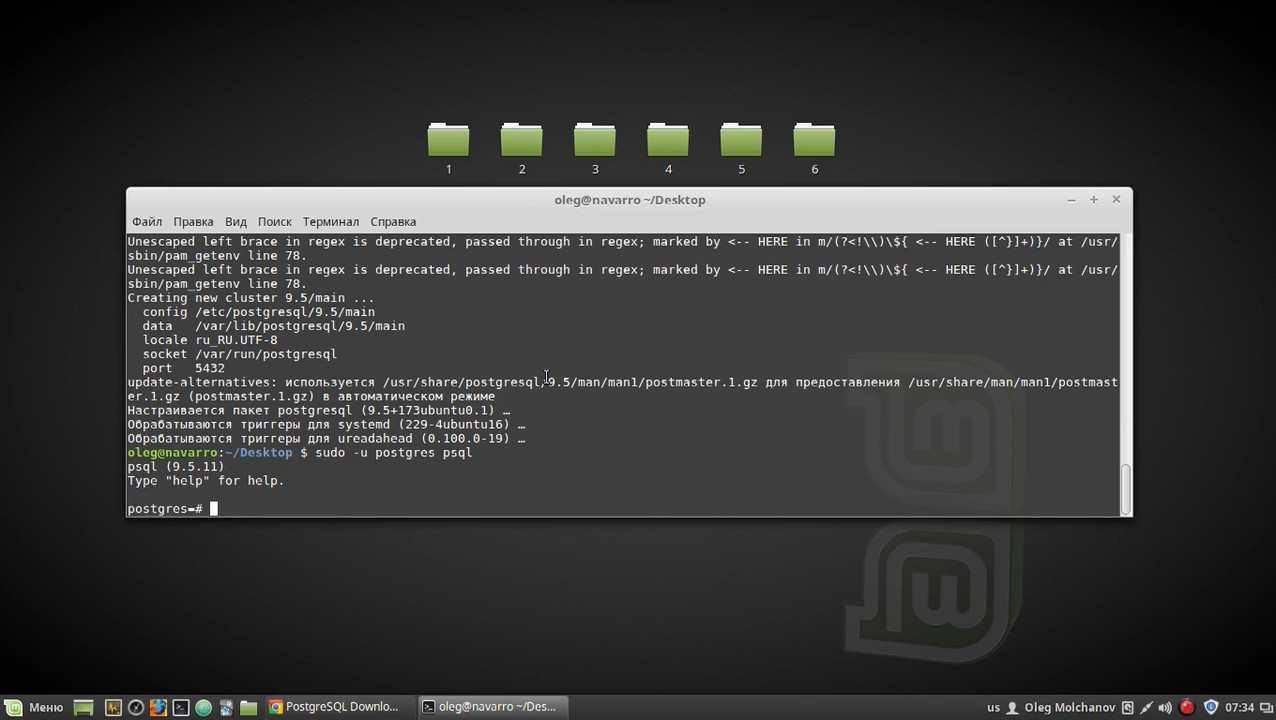 1 2 3 4 5 6
oleg@navarro ~/Desktop
Файл Правка Вид Поиск Терминал Справка
Unescaped left brace in regex is deprecated, passed through in regex; marked by <-- HERE in m/(?<!\\)\${ <-- HERE ([^}]+)}/ at /usr/
sbin/pam_getenv line 78.
Unescaped left brace in regex is deprecated, passed through in regex; marked by <-- HERE in m/(?<!\\)\${ <-- HERE ([^}]+)}/ at /usr/
sbin/pam_getenv line 78.
Creating new cluster 9.5/main ...
config /etc/postgresql/9.5/main
data /var/lib/postgresql/9.5/main
locale ru_RU.UTF-8
socket /var/run/postgresql
port 5432
update-alternatives: используется /usr/share/postgresql/9.5/man/man1/postmaster.1.gz для предоставления /usr/share/man/man1/postmast
er.1.gz (postmaster.1.gz) в автоматическом режиме
Настраивается пакет postgresql (9.5+173ubuntu0.1) …
Обрабатываются триггеры для systemd (229-4ubuntu16) …
Обрабатываются триггеры для ureadahead (0.100.0-19) …
oleg@navarro:~/Desktop $ sudo -u postgres psql
psql (9.5.11)
Type "help" for help.
postgres=#
Меню PostgreSQL Downlo... oleg@navarro ~/Des... us Oleg Molchanov 07:34